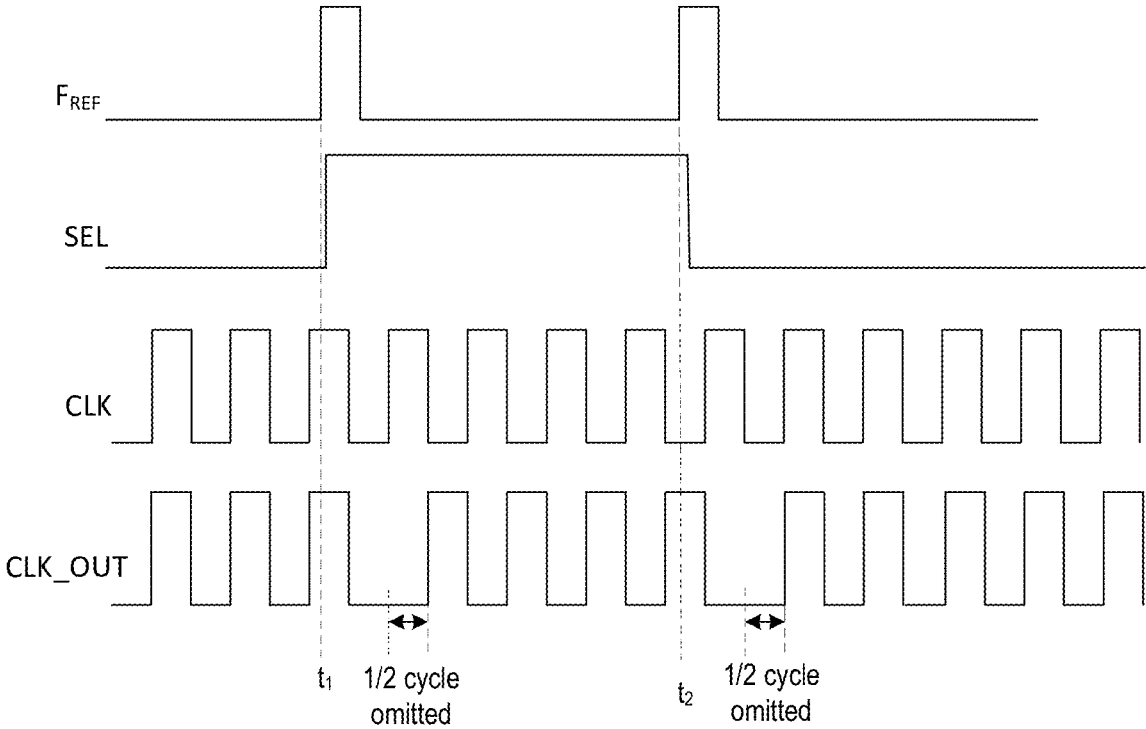 F_REF
SEL
CLK
CLK_OUT
t₁
1/2 cycle
omitted
t₂
1/2 cycle
omitted